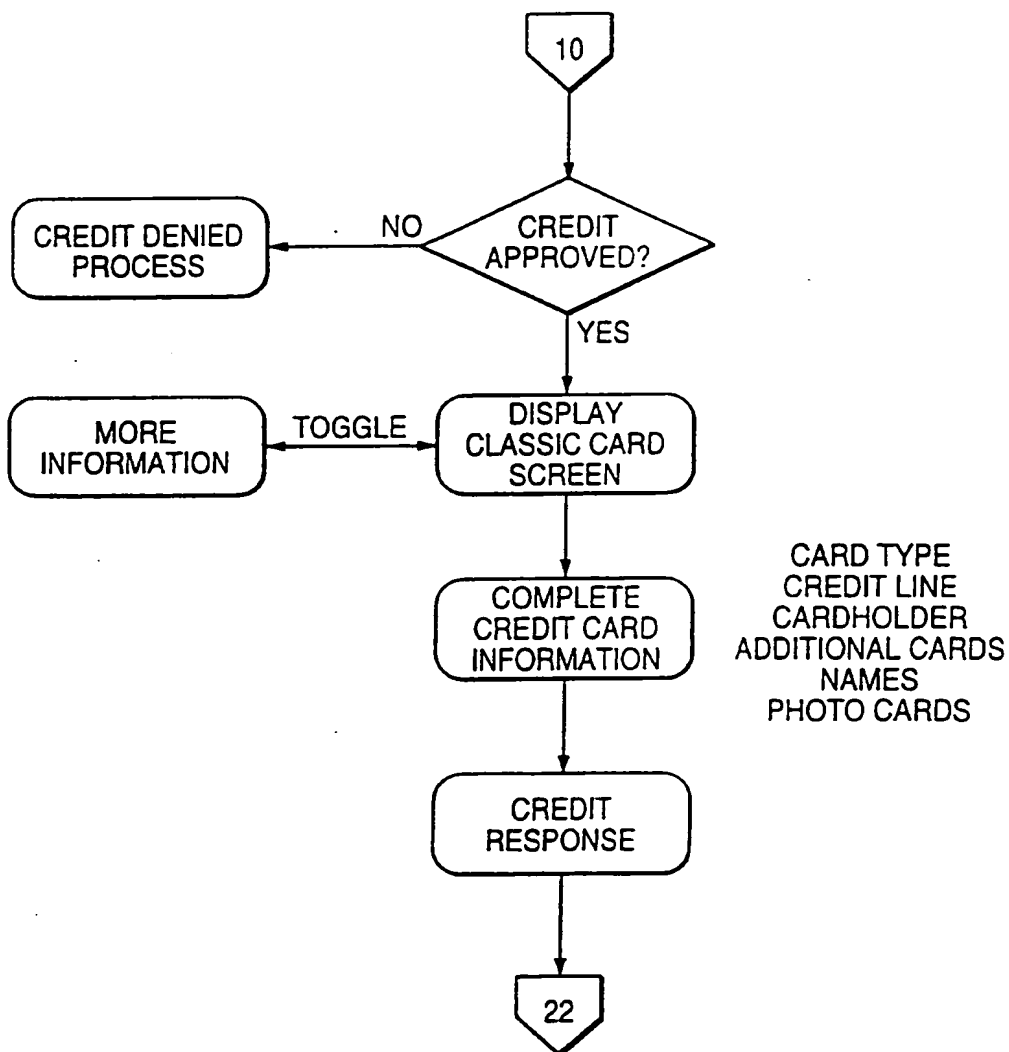 10
CREDIT
APPROVED?
NO
CREDIT DENIED
PROCESS
YES
DISPLAY
CLASSIC CARD
SCREEN
TOGGLE
MORE
INFORMATION
COMPLETE
CREDIT CARD
INFORMATION
CARD TYPE
CREDIT LINE
CARDHOLDER
ADDITIONAL CARDS
NAMES
PHOTO CARDS
CREDIT
RESPONSE
22